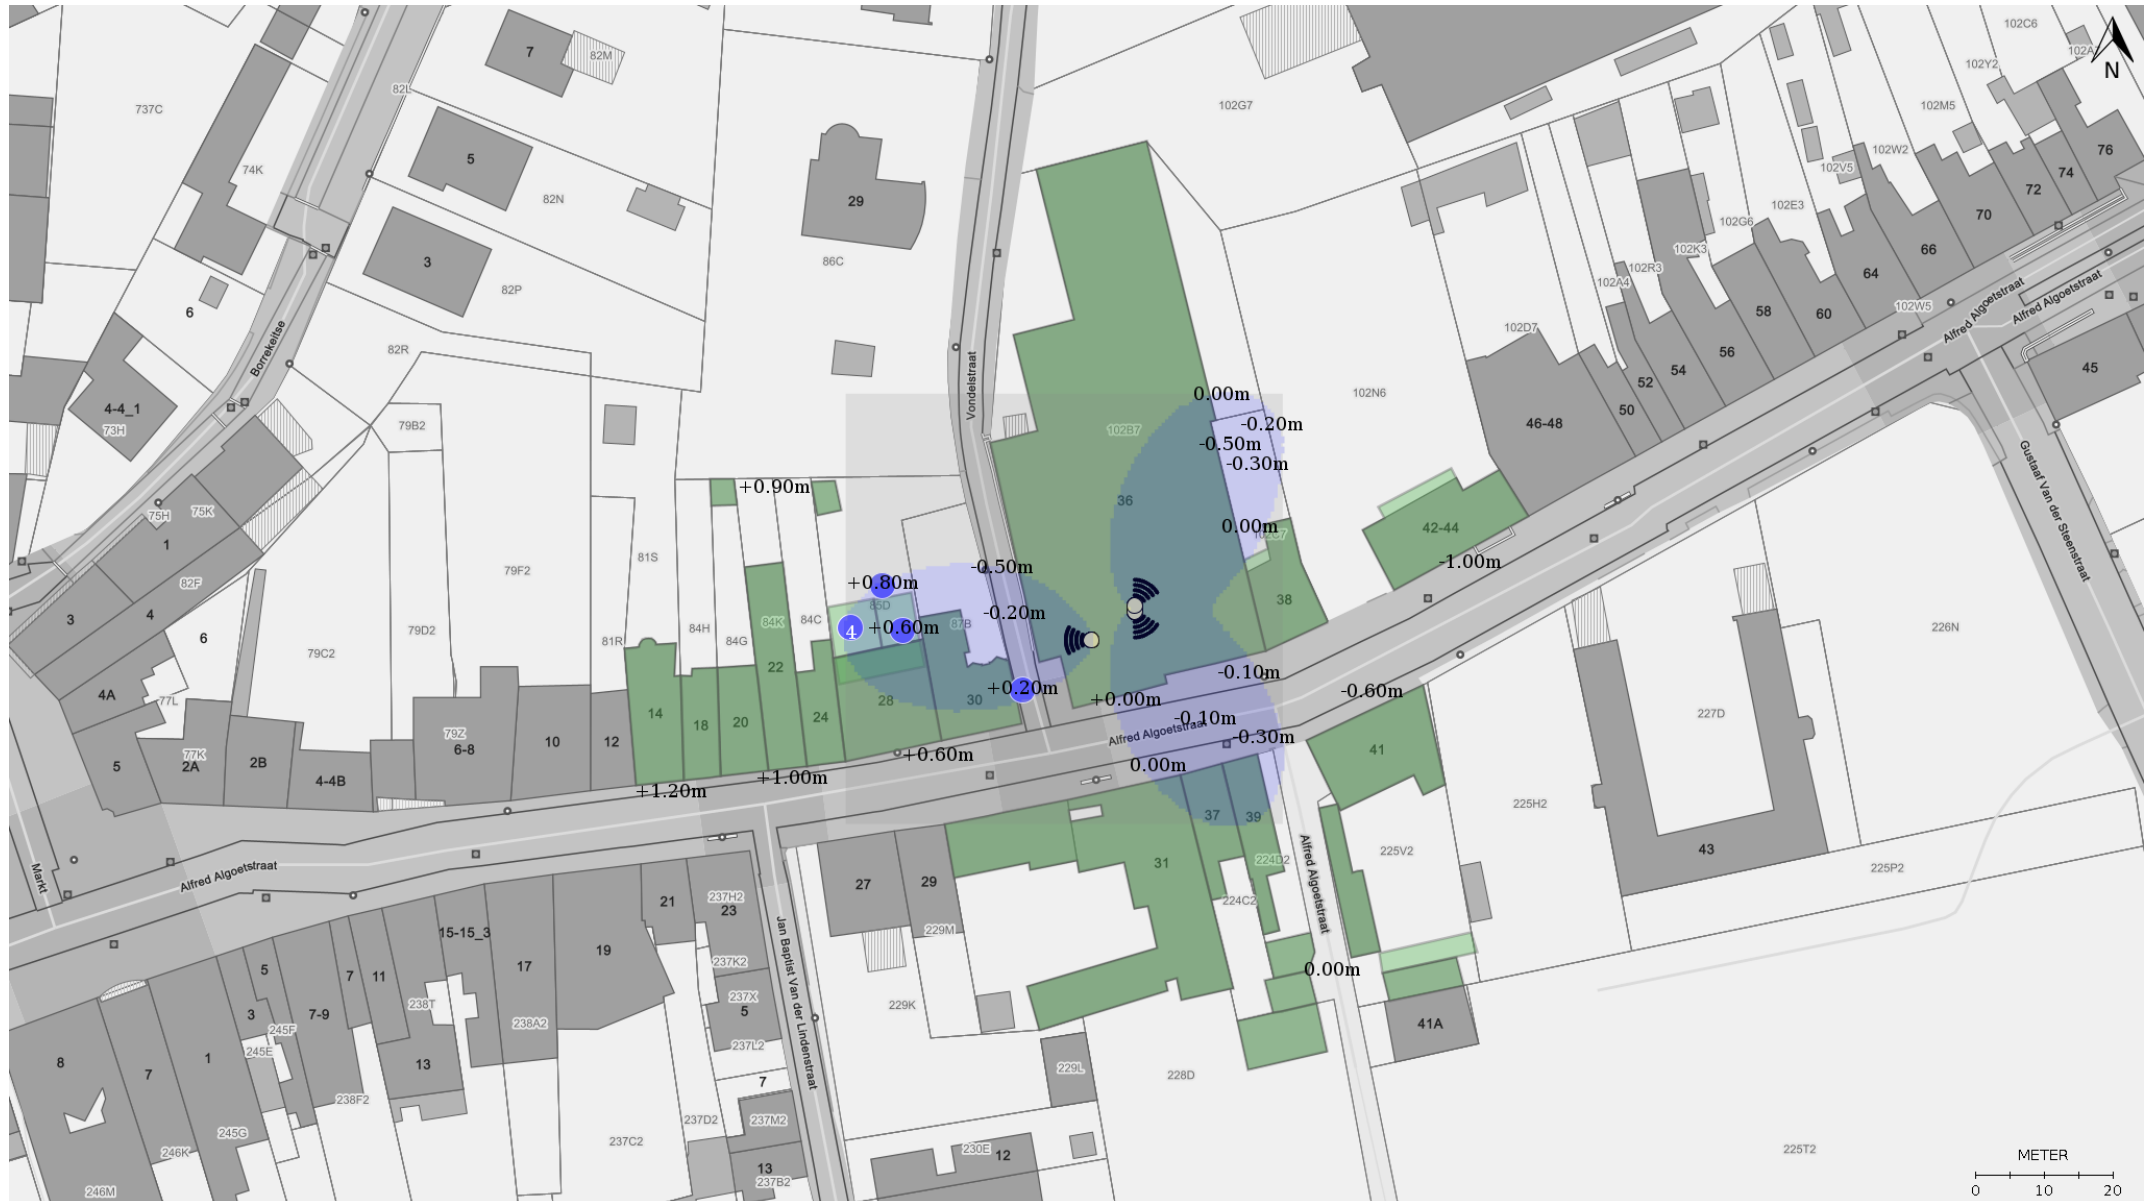 102C6
102A7
7
82M
102Y2
N
82L
737C
102G7
102M5
102W2
76
5
74K
102V5
72
74
82N
29
102E3
70
102G6
3
86C
102K3
66
82P
102R3
64
102A4
6
58
60
102W5
Alfred Algoetstraat
Alfred Algoetstraat
Borrekeitse
82R
102D7
56
Vondelstraat
54
52
45
4-4_1
73H
79B2
0.00m
102N6
50
46-48
-0.20m
102B7
-0.50m
-0.30m
Gustaaf Van der Steenstraat
+0.90m
36
75H
75K
0.00m
42-44
1
102C7
81S
-1.00m
79F2
-0.50m
82F
+0.80m
85D
38
3
4
6
-0.20m
84K
84C
87B
84H
4
+0.60m
226N
79D2
81R
84G
79C2
22
-0.10m
4A
77L
+0.20m
-0.60m
28
30
+0.00m
14
18
20
24
-0.10m
227D
79Z
6-8
10
12
Alfred Algoetstraat
-0.30m
41
5
77K
2A
2B
4-4B
+0.60m
0.00m
+1.00m
+1.20m
225H2
37
39
43
Markt
Alfred Algoetstraat
27
29
31
224D2
225V2
225P2
21
237H2
23
224C2
Alfred Algoetstraat
229M
15-15_3
19
17
237K2
5
7
11
0.00m
238T
237X
5
229K
3
7-9
245F
238A2
41A
245E
237L2
8
7
1
13
229L
228D
7
238F2
Jan Baptist Van der Lindenstraat
237D2
237M2
245G
237C2
246K
230E
12
225T2
METER
13
237B2
246M
0
10
20